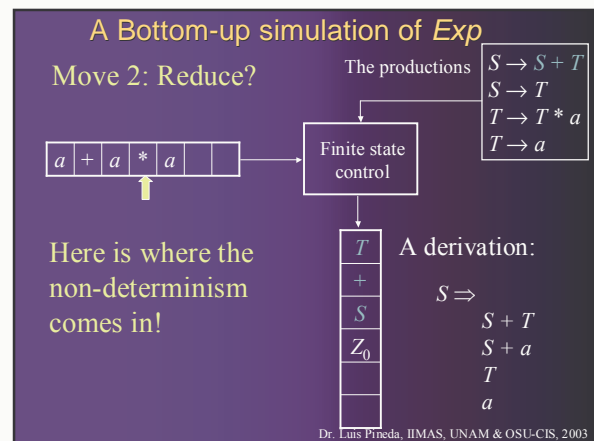 A Bottom-up simulation of Exp
Move 2: Reduce?
The productions
S → S + T
S → T
T → T * a
T → a
a + a * a
Finite state
control
Here is where the
non-determinism
comes in!
T
+
S
Z₀
A derivation:
S ⇒
S + T
S + a
T
a
Dr. Luis Pineda, IIMAS, UNAM & OSU-CIS, 2003